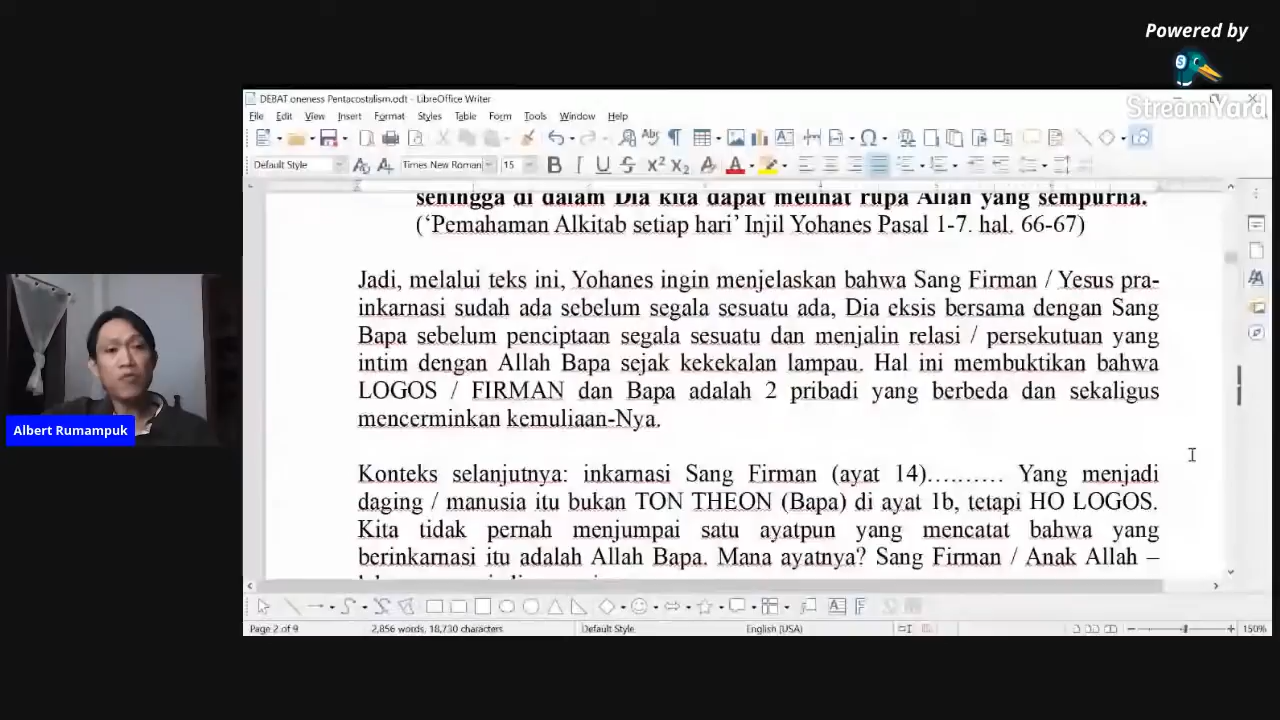 Powered by
StreamYard
DEBAT oneness Pentacostalism.odt - LibreOffice Writer
File Edit View Insert Format Styles Table Form Tools Window Help
Default Style Times New Roman 15
sehingga di dalam Dia kita dapat melihat rupa Allah yang sempurna.
(‘Pemahaman Alkitab setiap hari’ Injil Yohanes Pasal 1-7. hal. 66-67)
Jadi, melalui teks ini, Yohanes ingin menjelaskan bahwa Sang Firman / Yesus pra-
inkarnasi sudah ada sebelum segala sesuatu ada, Dia eksis bersama dengan Sang
Bapa sebelum penciptaan segala sesuatu dan menjalin relasi / persekutuan yang
intim dengan Allah Bapa sejak kekekalan lampau. Hal ini membuktikan bahwa
LOGOS / FIRMAN dan Bapa adalah 2 pribadi yang berbeda dan sekaligus
mencerminkan kemuliaan-Nya.
Konteks selanjutnya: inkarnasi Sang Firman (ayat 14).......... Yang menjadi
daging / manusia itu bukan TON THEON (Bapa) di ayat 1b, tetapi HO LOGOS.
Kita tidak pernah menjumpai satu ayatpun yang mencatat bahwa yang
berinkarnasi itu adalah Allah Bapa. Mana ayatnya? Sang Firman / Anak Allah –
Albert Rumampuk
Page 2 of 9 2,856 words, 18,730 characters Default Style English (USA) 150%